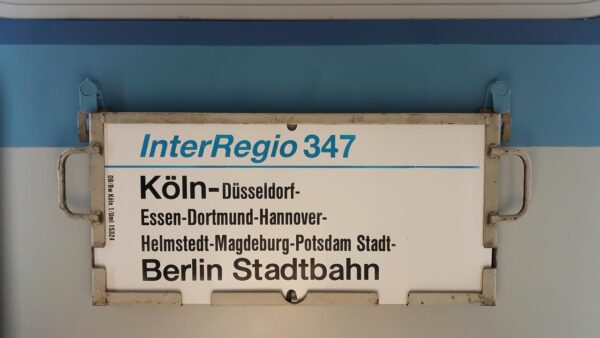 InterRegio 347
Köln-Düsseldorf-
Essen-Dortmund-Hannover-
Helmstedt-Magdeburg-Potsdam Stadt-
Berlin Stadtbahn